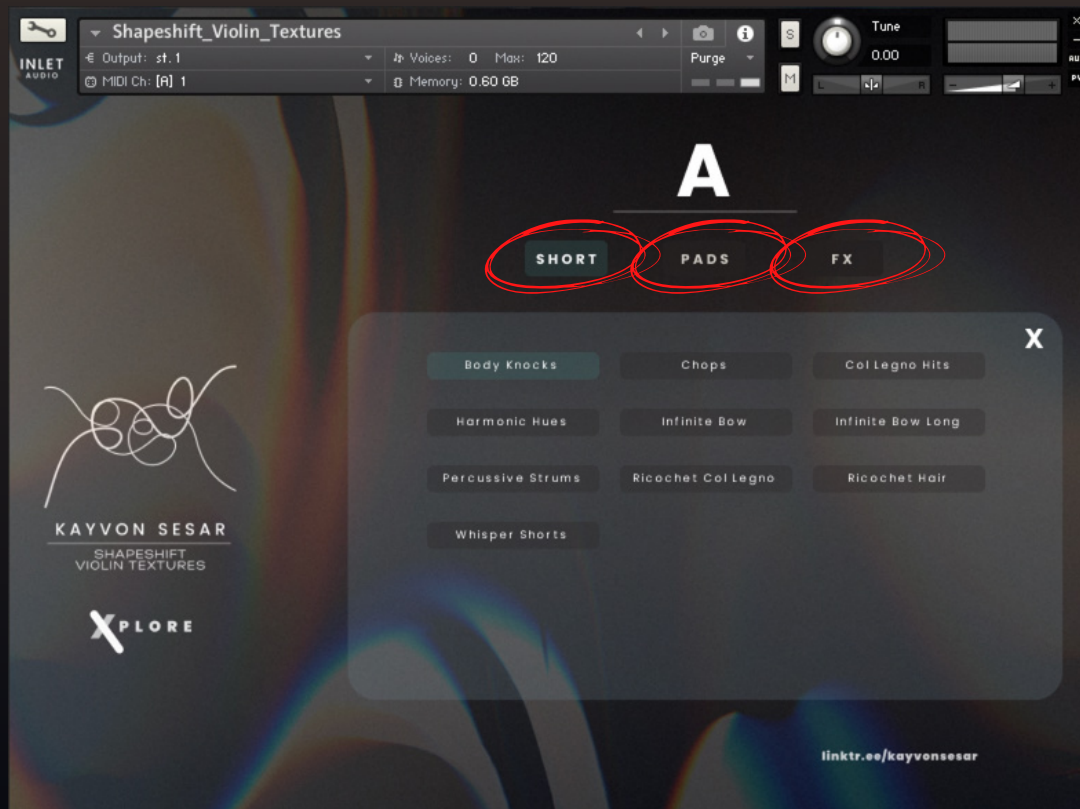 Shapeshift_Violin_Textures
INLET
AUDIO
Output: st.1
Voices: 0 Max: 120
Purge
MIDI Ch: [A] 1
Memory: 0.60 GB
S
M
Tune
0.00
L
R
-
+
A
SHORT
PADS
FX
X
Body Knocks
Chops
Col Legno Hits
Harmonic Hues
Infinite Bow
Infinite Bow Long
Percussive Strums
Ricochet Col Legno
Ricochet Hair
Whisper Shorts
KAYVON SESAR
SHAPESHIFT
VIOLIN TEXTURES
XPLORE
linktr.ee/kayvonsesar